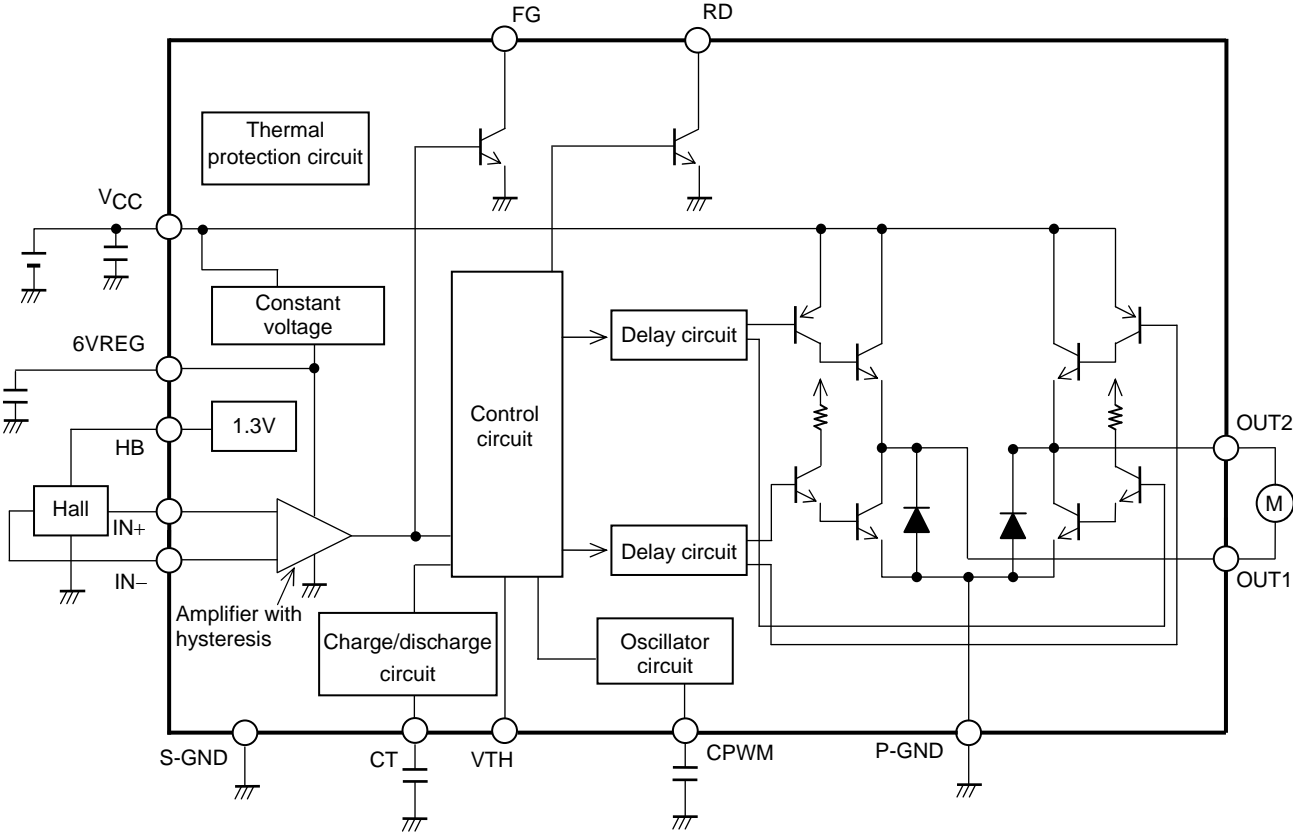 FG
RD
Thermal
protection circuit
VCC
Constant
voltage
6VREG
1.3V
HB
Hall
IN+
IN−
Amplifier with
hysteresis
Control
circuit
Delay circuit
Delay circuit
Charge/discharge
circuit
Oscillator
circuit
OUT2
M
OUT1
S-GND
CT
VTH
CPWM
P-GND